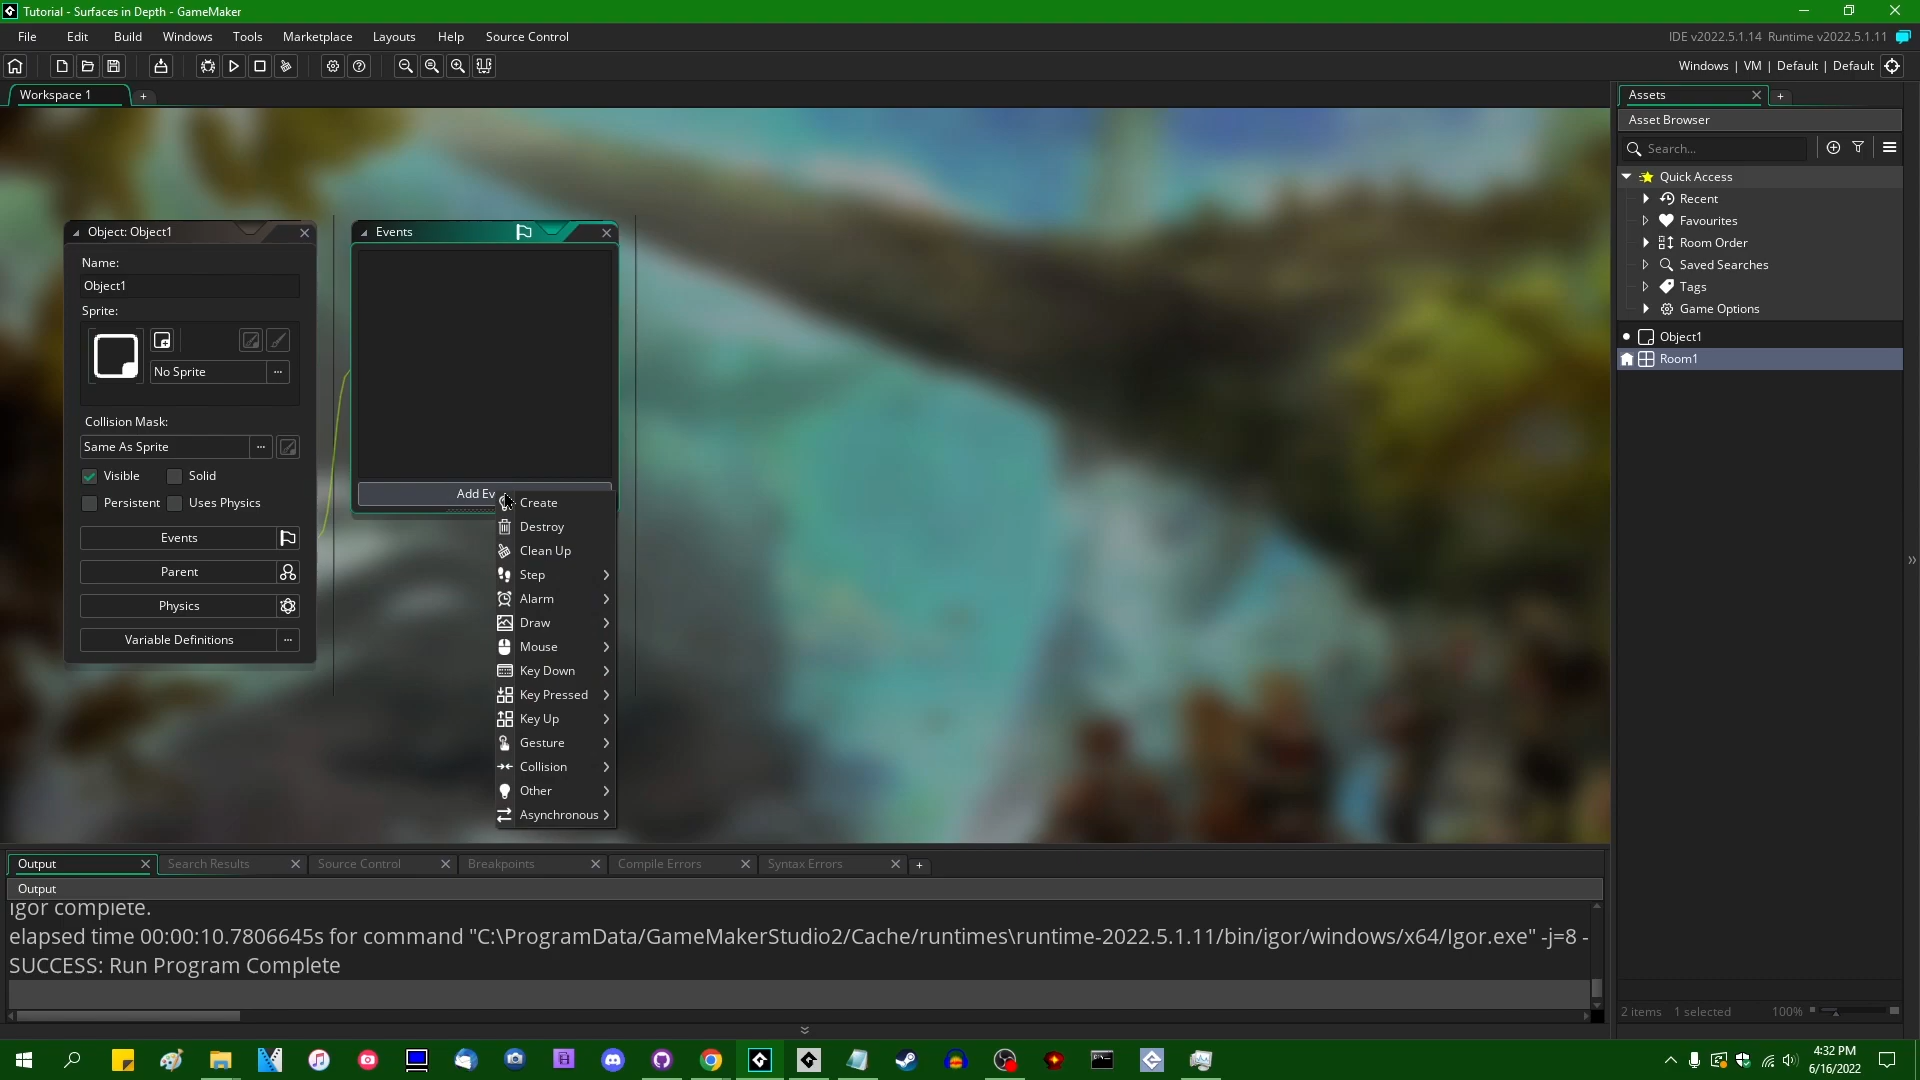 Tutorial - Surfaces in Depth - GameMaker
File Edit Build Windows Tools Marketplace Layouts Help Source Control
IDE v2022.5.1.14 Runtime v2022.5.1.11
Windows | VM | Default | Default
Workspace 1
Assets
Asset Browser
Search...
Quick Access
Recent
Favourites
Room Order
Saved Searches
Tags
Game Options
Object1
Room1
Object: Object1
Name:
Object1
Sprite:
No Sprite
Collision Mask:
Same As Sprite
Visible Solid
Persistent Uses Physics
Events
Parent
Physics
Variable Definitions
Events
Add Ev
Create
Destroy
Clean Up
Step
Alarm
Draw
Mouse
Key Down
Key Pressed
Key Up
Gesture
Collision
Other
Asynchronous
Output Search Results Source Control Breakpoints Compile Errors Syntax Errors
Output
Igor complete.
elapsed time 00:00:10.7806645s for command "C:\ProgramData/GameMakerStudio2/Cache/runtimes\runtime-2022.5.1.11/bin/igor/windows/x64/Igor.exe" -j=8 -
SUCCESS: Run Program Complete
2 items 1 selected 100%
4:32 PM
6/16/2022